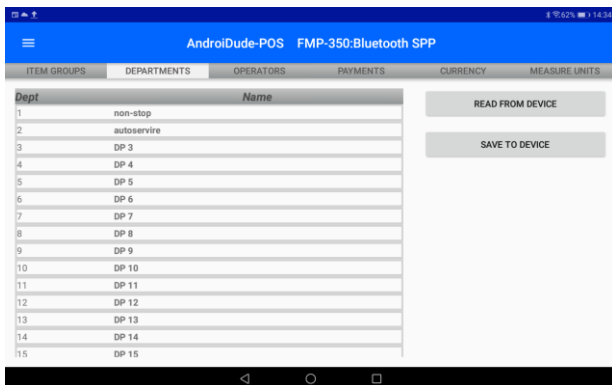 62% 14:34
AndroiDude-POS FMP-350:Bluetooth SPP
ITEM GROUPS DEPARTMENTS OPERATORS PAYMENTS CURRENCY MEASURE UNITS
Dept Name
READ FROM DEVICE
SAVE TO DEVICE
1 non-stop
2 autoservire
3 DP 3
4 DP 4
5 DP 5
6 DP 6
7 DP 7
8 DP 8
9 DP 9
10 DP 10
11 DP 11
12 DP 12
13 DP 13
14 DP 14
15 DP 15